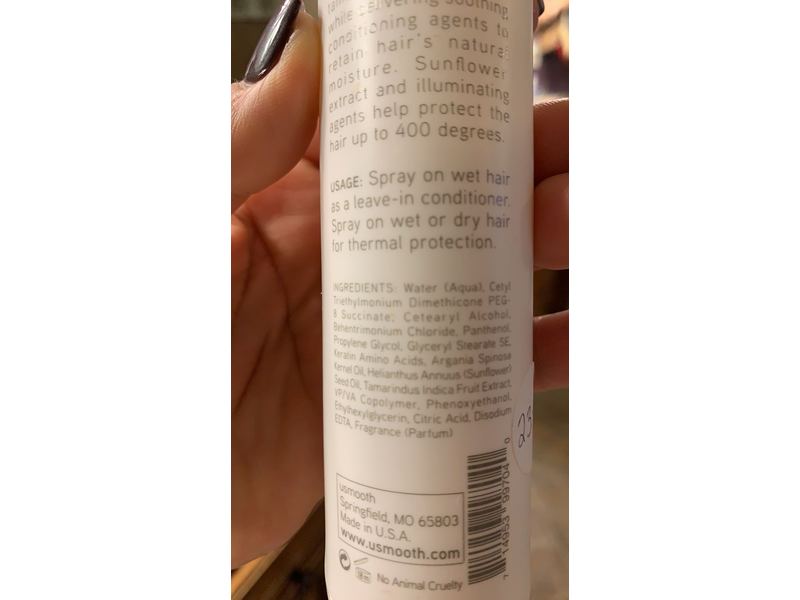 while delivering soothing
conditioning agents to
retain hair's natural
moisture. Sunflower
extract and illuminating
agents help protect the
hair up to 400 degrees.
USAGE: Spray on wet hair
as a leave-in conditioner.
Spray on wet or dry hair
for thermal protection.
INGREDIENTS: Water (Aqua), Cetyl
Triethylmonium Dimethicone PEG-
8 Succinate; Cetearyl Alcohol,
Behentrimonium Chloride, Panthenol,
Propylene Glycol, Glyceryl Stearate SE,
Keratin Amino Acids, Argania Spinosa
Kernel Oil, Helianthus Annuus (Sunflower)
Seed Oil, Tamarindus Indica Fruit Extract,
VP/VA Copolymer, Phenoxyethanol,
Ethylhexylglycerin, Citric Acid, Disodium
EDTA, Fragrance (Parfum)
usmooth
Springfield, MO 65803
Made in U.S.A.
www.usmooth.com
No Animal Cruelty
7 14953 99704 0
23